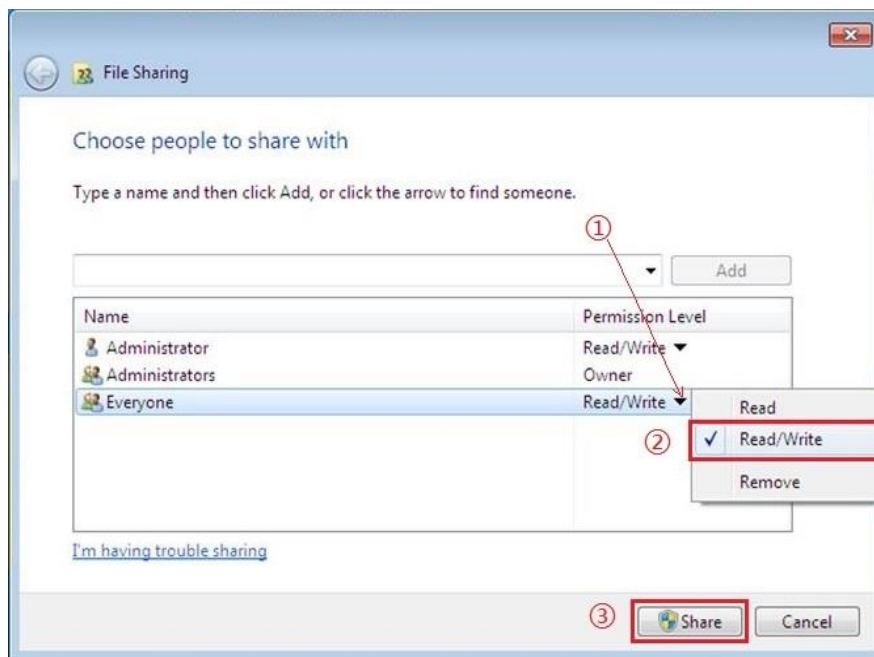 File Sharing
Choose people to share with
Type a name and then click Add, or click the arrow to find someone.
①
Add
Name Permission Level
Administrator Read/Write
Administrators Owner
Everyone Read/Write
Read
② Read/Write
Remove
I'm having trouble sharing
③ Share Cancel